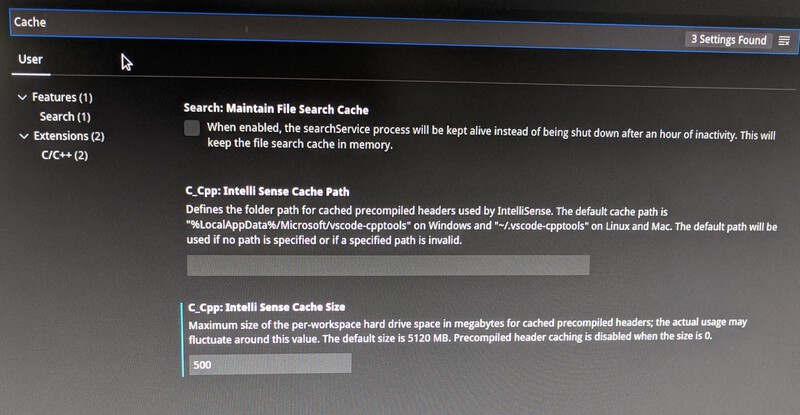 Cache
3 Settings Found
User
Features (1)
Search (1)
Extensions (2)
C/C++ (2)
Search: Maintain File Search Cache
When enabled, the searchService process will be kept alive instead of being shut down after an hour of inactivity. This will
keep the file search cache in memory.
C_Cpp: Intelli Sense Cache Path
Defines the folder path for cached precompiled headers used by IntelliSense. The default cache path is
"%LocalAppData%/Microsoft/vscode-cpptools" on Windows and "~/.vscode-cpptools" on Linux and Mac. The default path will be
used if no path is specified or if a specified path is invalid.
C_Cpp: Intelli Sense Cache Size
Maximum size of the per-workspace hard drive space in megabytes for cached precompiled headers; the actual usage may
fluctuate around this value. The default size is 5120 MB. Precompiled header caching is disabled when the size is 0.
500